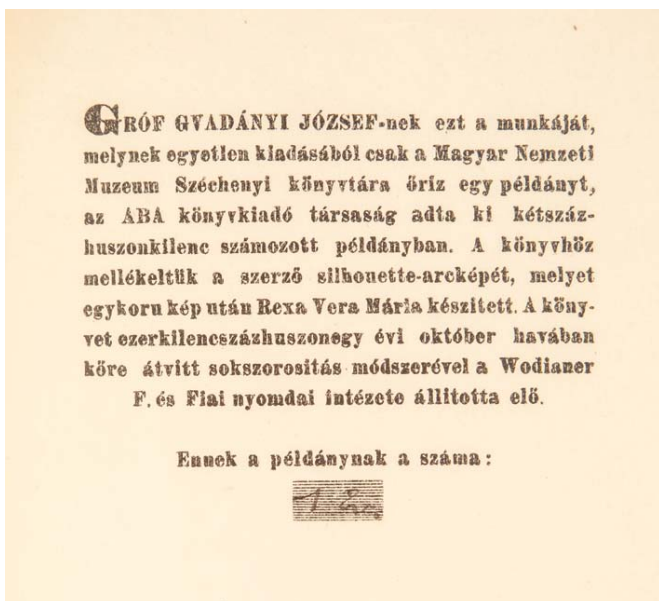 GRÓF GVADÁNYI JÓZSEF-nek ezt a munkáját,
melynek egyetlen kiadásából csak a Magyar Nemzeti
Muzeum Széchenyi könyvtára őríz egy példányt,
az ABA könyvkiadó társaság adta ki kétszáz-
huszonkilenc számozott példányban. A könyvhöz
mellékeltük a szerző silhouette-arcképét, melyet
egykoru kép után Rexa Vera Mária készitett. A köny-
vet ezerkilencszázhuszonegy évi október havában
kőre átvitt sokszorositás módszerével a Wodianer
F. és Fiai nyomdai intézete állitotta elő.
Ennek a példánynak a száma: